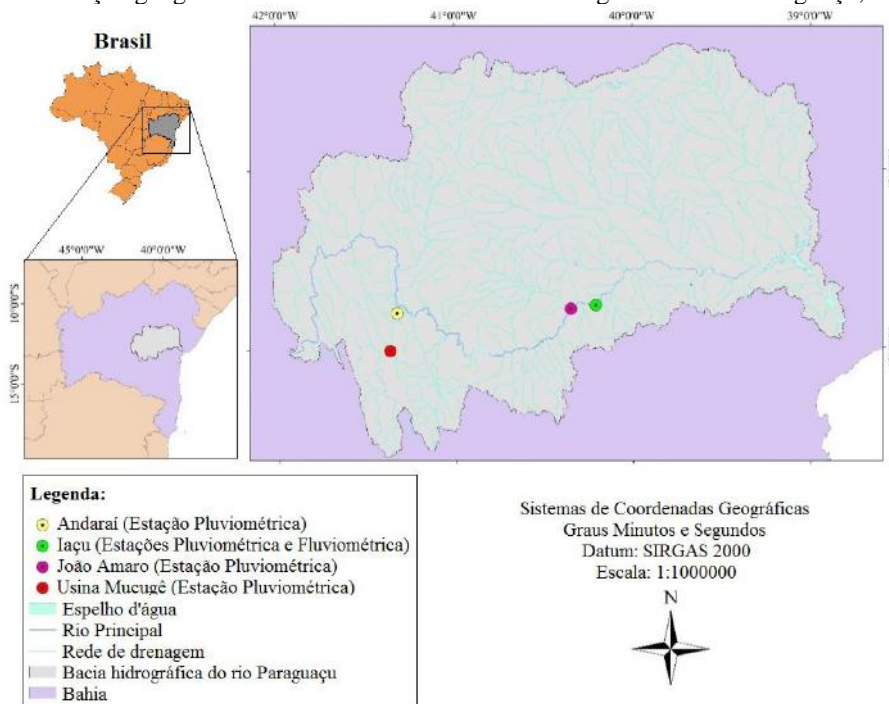 42°0'0"W 41°0'0"W 40°0'0"W 39°0'0"W
Brasil
45°0'0"W 40°0'0"W
10°0'0"S
15°0'0"S
Legenda:
Andaraí (Estação Pluviométrica)
Iaçu (Estações Pluviométrica e Fluviométrica)
João Amaro (Estação Pluviométrica)
Usina Mucugê (Estação Pluviométrica)
Espelho d'água
Rio Principal
Rede de drenagem
Bacia hidrográfica do rio Paraguaçu
Bahia
Sistemas de Coordenadas Geográficas
Graus Minutos e Segundos
Datum: SIRGAS 2000
Escala: 1:1000000
N